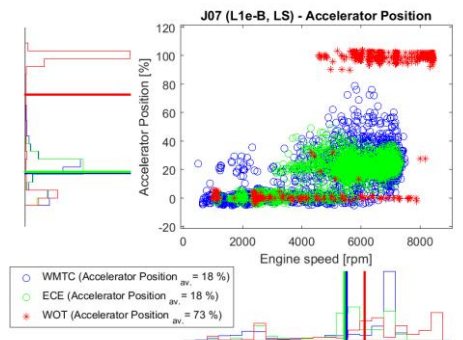 J07 (L1e-B, LS) - Accelerator Position
Accelerator Position [%]
120
100
80
60
40
20
0
-20
0 2000 4000 6000 8000
Engine speed [rpm]
WMTC (Accelerator Position av. = 18 %)
ECE (Accelerator Position av. = 18 %)
WOT (Accelerator Position av. = 73 %)